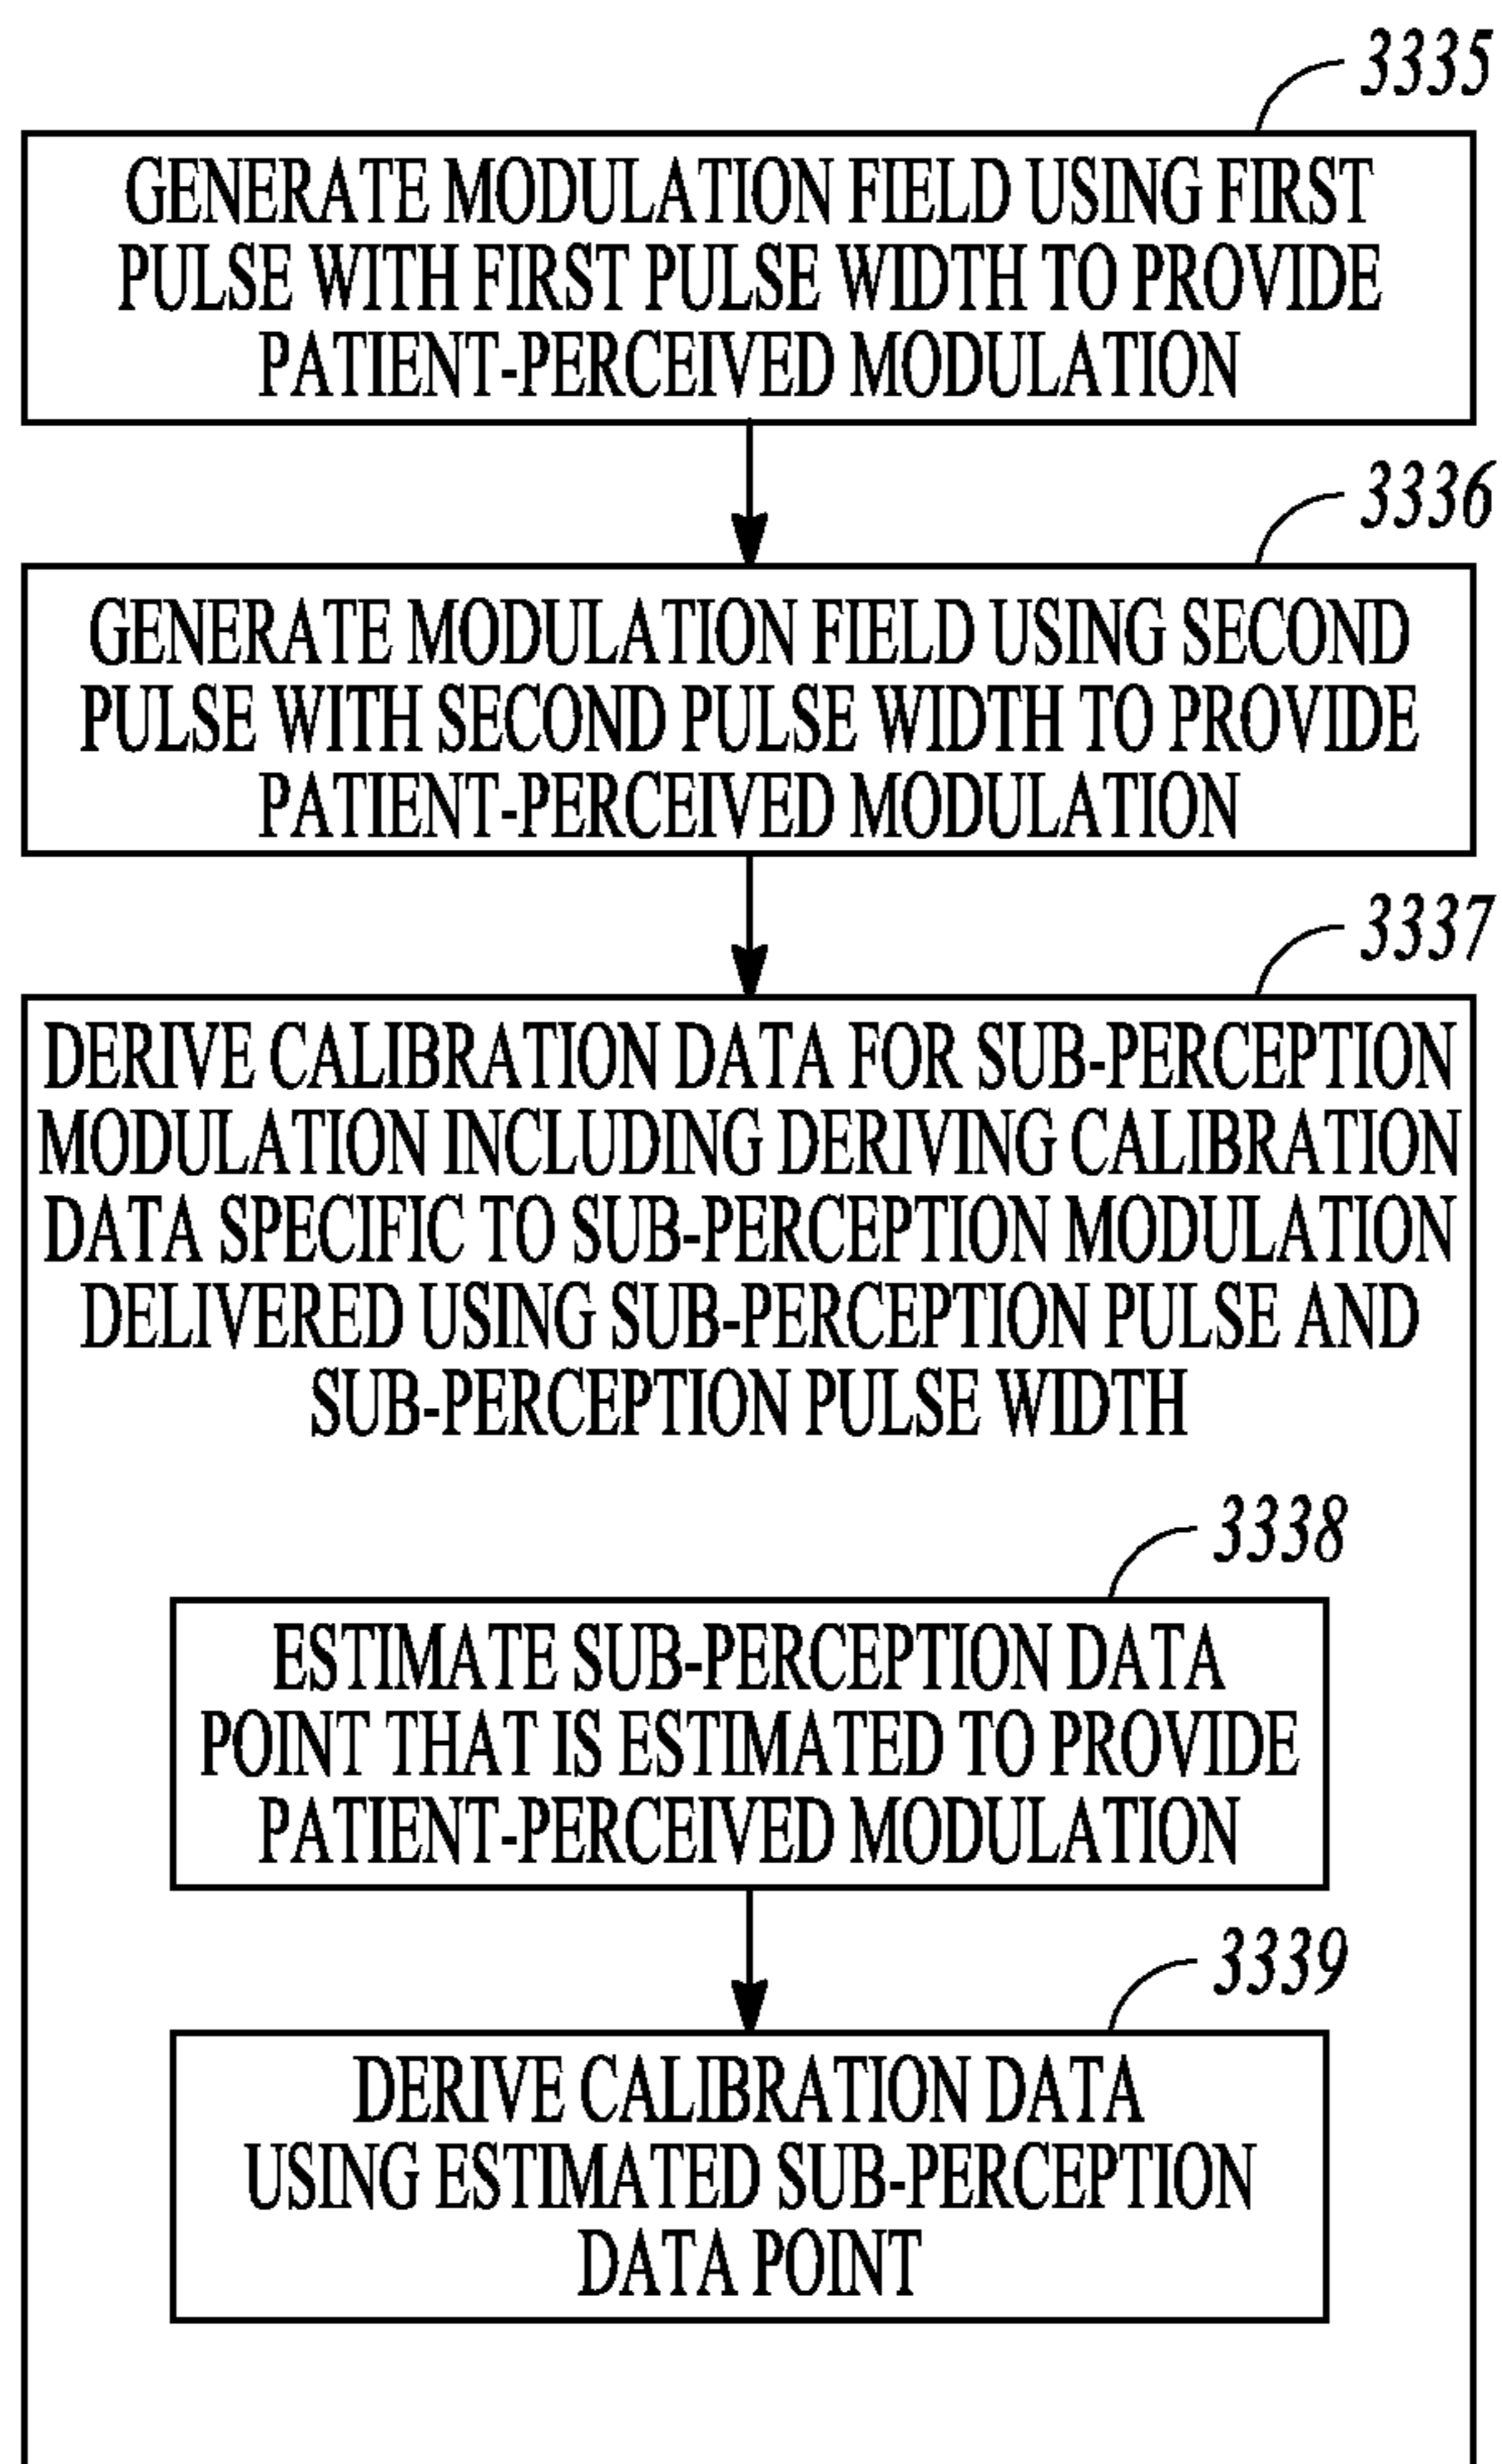 3335
GENERATE MODULATION FIELD USING FIRST
PULSE WITH FIRST PULSE WIDTH TO PROVIDE
PATIENT-PERCEIVED MODULATION
3336
GENERATE MODULATION FIELD USING SECOND
PULSE WITH SECOND PULSE WIDTH TO PROVIDE
PATIENT-PERCEIVED MODULATION
3337
DERIVE CALIBRATION DATA FOR SUB-PERCEPTION
MODULATION INCLUDING DERIVING CALIBRATION
DATA SPECIFIC TO SUB-PERCEPTION MODULATION
DELIVERED USING SUB-PERCEPTION PULSE AND
SUB-PERCEPTION PULSE WIDTH
3338
ESTIMATE SUB-PERCEPTION DATA
POINT THAT IS ESTIMATED TO PROVIDE
PATIENT-PERCEIVED MODULATION
3339
DERIVE CALIBRATION DATA
USING ESTIMATED SUB-PERCEPTION
DATA POINT